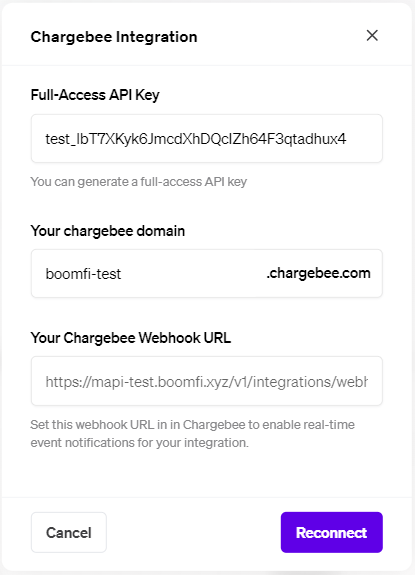 Chargebee Integration
Full-Access API Key
test_lbT7XKyk6JmcdXhDQcIZh64F3qtadhux4
You can generate a full-access API key
Your chargebee domain
boomfi-test .chargebee.com
Your Chargebee Webhook URL
https://mapi-test.boomfi.xyz/v1/integrations/webh
Set this webhook URL in in Chargebee to enable real-time
event notifications for your integration.
Cancel Reconnect